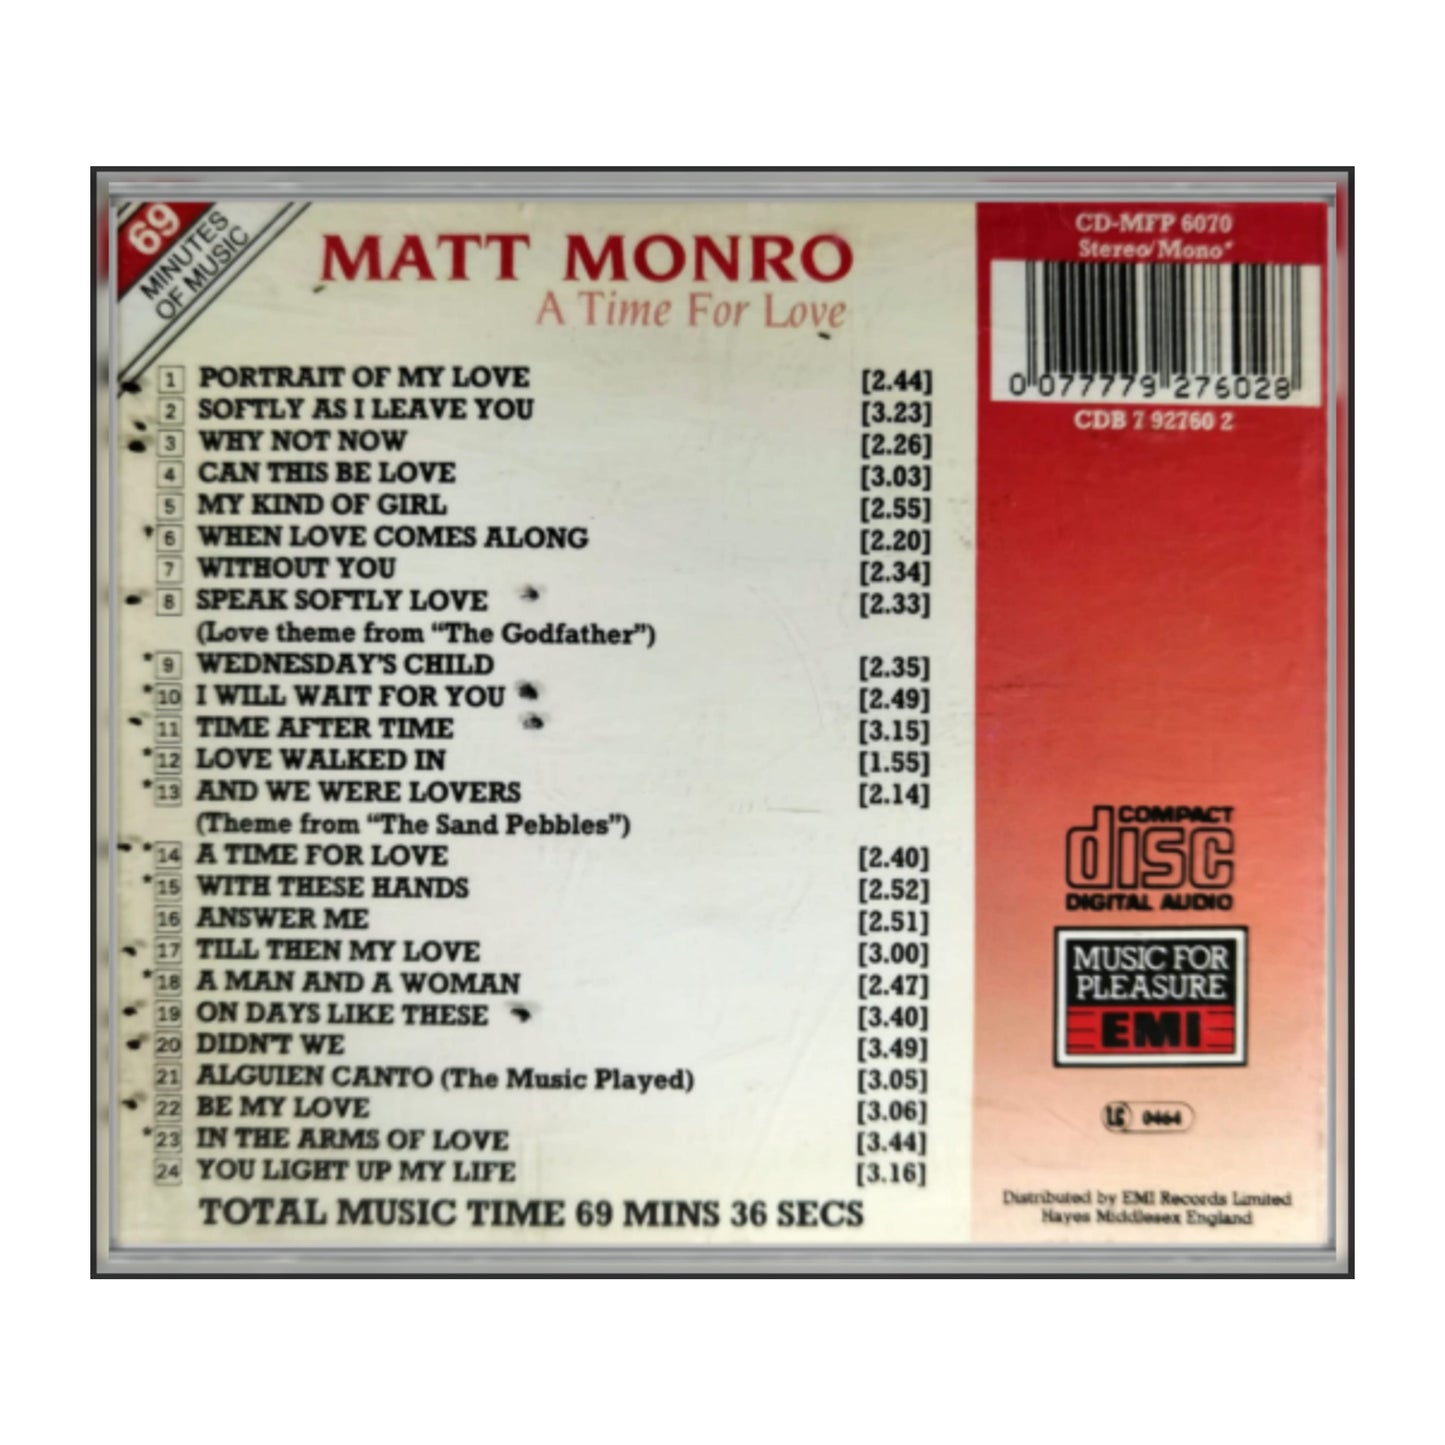 69
MINUTES
OF MUSIC
MATT MONRO
A Time For Love
1 PORTRAIT OF MY LOVE [2.44]
2 SOFTLY AS I LEAVE YOU [3.23]
3 WHY NOT NOW [2.26]
4 CAN THIS BE LOVE [3.03]
5 MY KIND OF GIRL [2.55]
*6 WHEN LOVE COMES ALONG [2.20]
7 WITHOUT YOU [2.34]
8 SPEAK SOFTLY LOVE [2.33]
(Love theme from “The Godfather”)
*9 WEDNESDAY'S CHILD [2.35]
*10 I WILL WAIT FOR YOU [2.49]
11 TIME AFTER TIME [3.15]
*12 LOVE WALKED IN [1.55]
*13 AND WE WERE LOVERS [2.14]
(Theme from “The Sand Pebbles”)
*14 A TIME FOR LOVE [2.40]
*15 WITH THESE HANDS [2.52]
16 ANSWER ME [2.51]
17 TILL THEN MY LOVE [3.00]
*18 A MAN AND A WOMAN [2.47]
19 ON DAYS LIKE THESE [3.40]
20 DIDN'T WE [3.49]
21 ALGUIEN CANTO (The Music Played) [3.05]
22 BE MY LOVE [3.06]
*23 IN THE ARMS OF LOVE [3.44]
24 YOU LIGHT UP MY LIFE [3.16]
TOTAL MUSIC TIME 69 MINS 36 SECS
CD-MFP 6070
Stereo/Mono*
0 077779 276028
CDB 7 92760 2
COMPACT
disc
DIGITAL AUDIO
MUSIC FOR
PLEASURE
EMI
LC 0464
Distributed by EMI Records Limited
Hayes Middlesex England